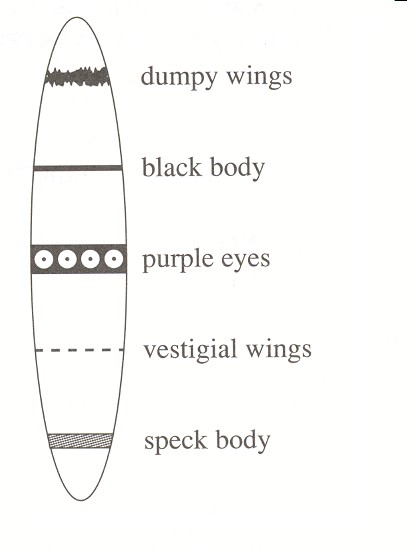 dumpy wings
black body
purple eyes
vestigial wings
speck body